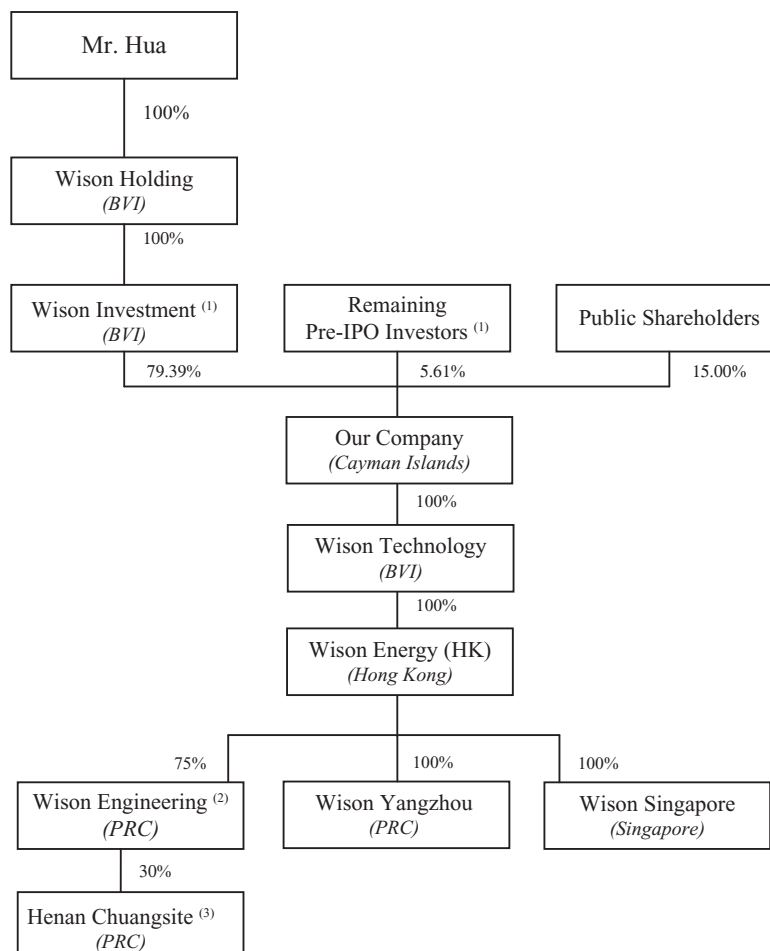 Mr. Hua
100%
Wison Holding
(BVI)
100%
Wison Investment (1)
(BVI)
Remaining
Pre-IPO Investors (1)
Public Shareholders
79.39%
5.61%
15.00%
Our Company
(Cayman Islands)
100%
Wison Technology
(BVI)
100%
Wison Energy (HK)
(Hong Kong)
75%
100%
100%
Wison Engineering (2)
(PRC)
Wison Yangzhou
(PRC)
Wison Singapore
(Singapore)
30%
Henan Chuangsite (3)
(PRC)